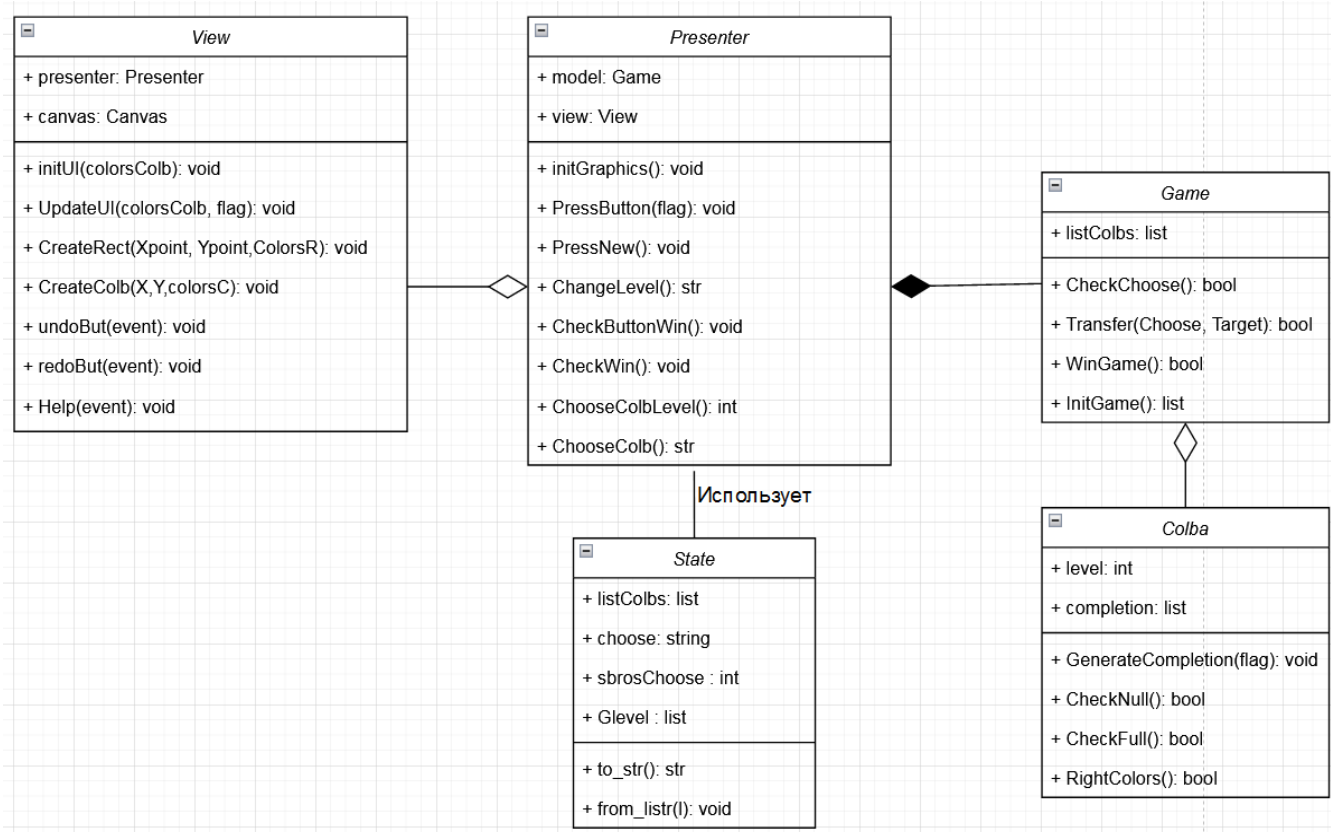 View
+ presenter: Presenter
+ canvas: Canvas
+ initUI(colorsColb): void
+ UpdateUI(colorsColb, flag): void
+ CreateRect(Xpoint, Ypoint,ColorsR): void
+ CreateColb(X,Y,colorsC): void
+ undoBut(event): void
+ redoBut(event): void
+ Help(event): void
Presenter
+ model: Game
+ view: View
+ initGraphics(): void
+ PressButton(flag): void
+ PressNew(): void
+ ChangeLevel(): str
+ CheckButtonWin(): void
+ CheckWin(): void
+ ChooseColbLevel(): int
+ ChooseColb(): str
Использует
State
+ listColbs: list
+ choose: string
+ sbrosChoose : int
+ Glevel : list
+ to_str(): str
+ from_listr(l): void
Game
+ listColbs: list
+ CheckChoose(): bool
+ Transfer(Choose, Target): bool
+ WinGame(): bool
+ InitGame(): list
Colba
+ level: int
+ completion: list
+ GenerateCompletion(flag): void
+ CheckNull(): bool
+ CheckFull(): bool
+ RightColors(): bool